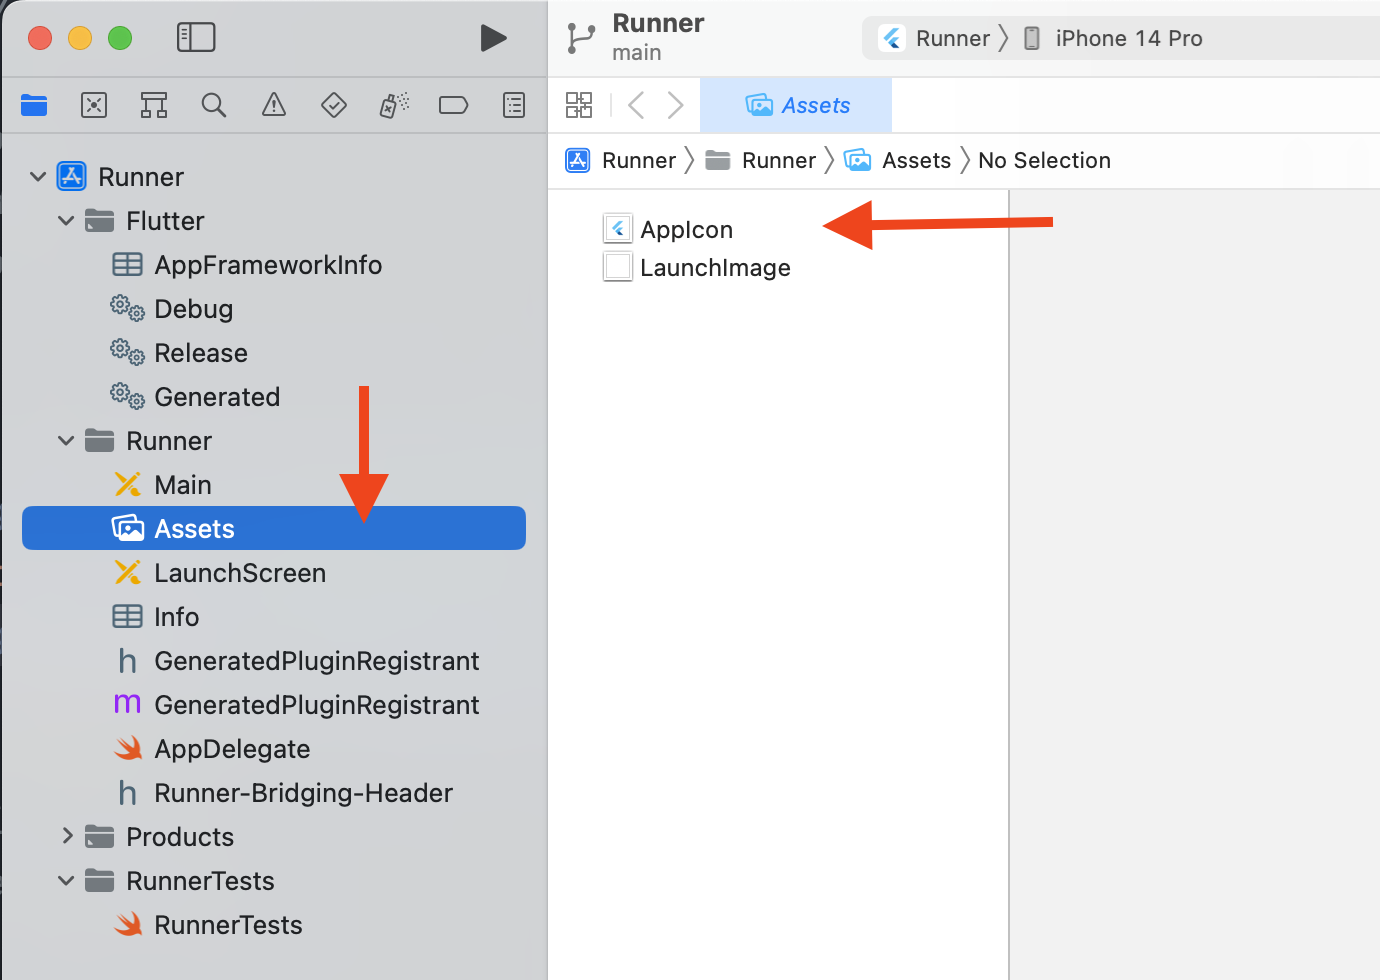 Runner
main
Runner
iPhone 14 Pro
Assets
Runner
Runner
Assets
No Selection
Runner
Flutter
AppFrameworkInfo
Debug
Release
Generated
Runner
Main
Assets
LaunchScreen
Info
h GeneratedPluginRegistrant
m GeneratedPluginRegistrant
AppDelegate
h Runner-Bridging-Header
Products
RunnerTests
RunnerTests
AppIcon
LaunchImage